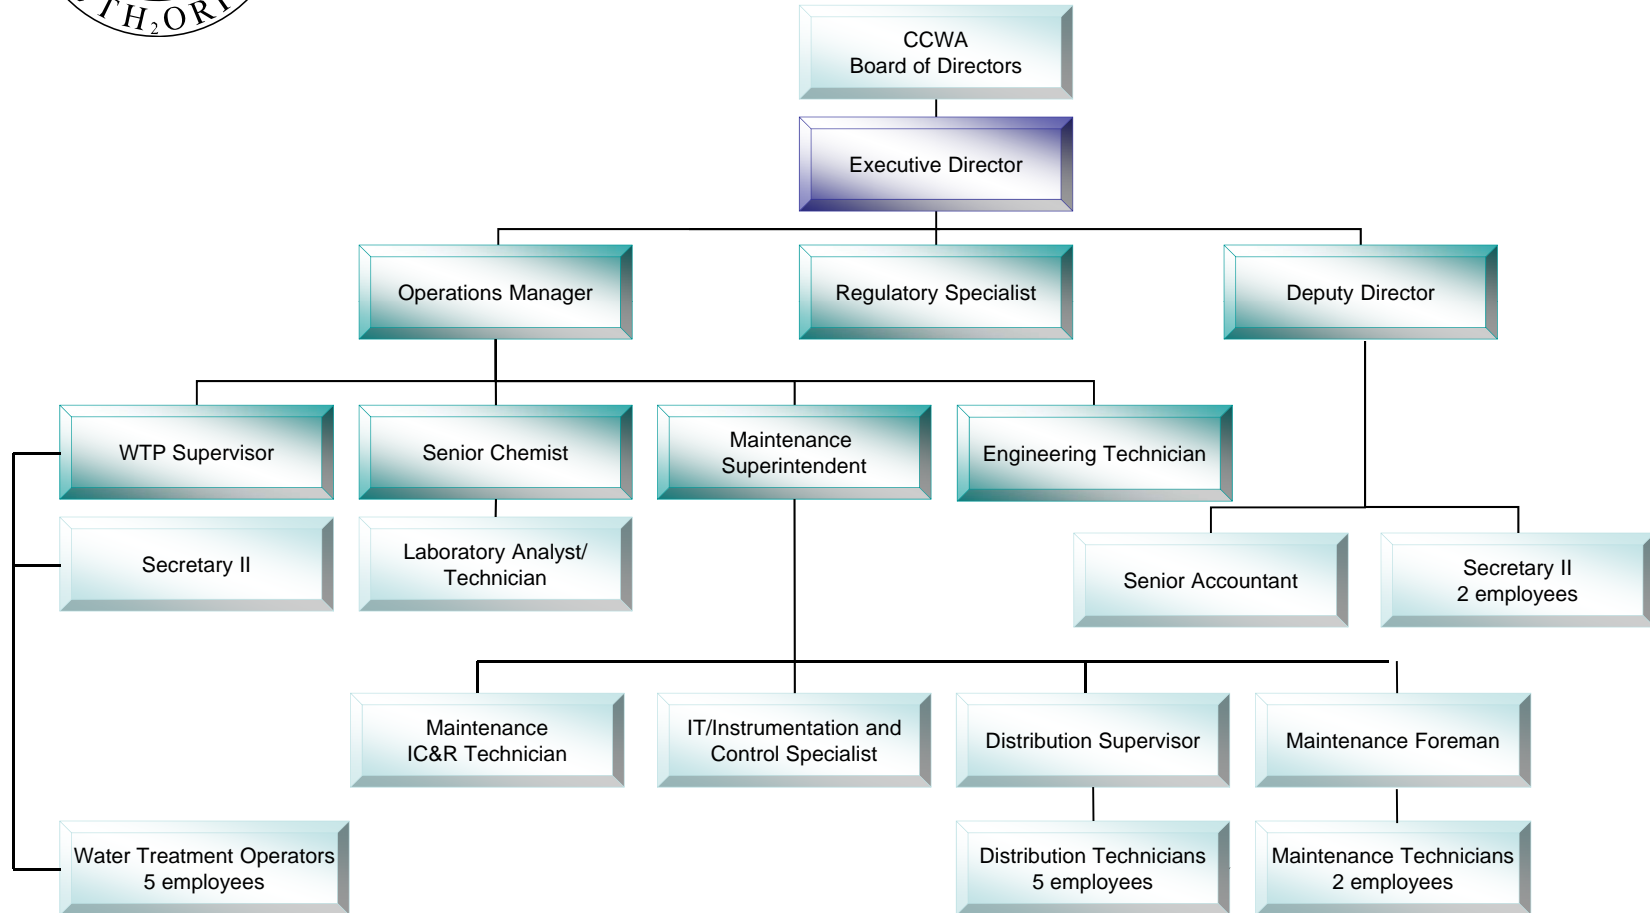 TH2ORI
CCWA
Board of Directors
Executive Director
Operations Manager
Regulatory Specialist
Deputy Director
WTP Supervisor
Senior Chemist
Maintenance
Superintendent
Engineering Technician
Secretary II
Laboratory Analyst/
Technician
Senior Accountant
Secretary II
2 employees
Maintenance
IC&R Technician
IT/Instrumentation and
Control Specialist
Distribution Supervisor
Maintenance Foreman
Water Treatment Operators
5 employees
Distribution Technicians
5 employees
Maintenance Technicians
2 employees